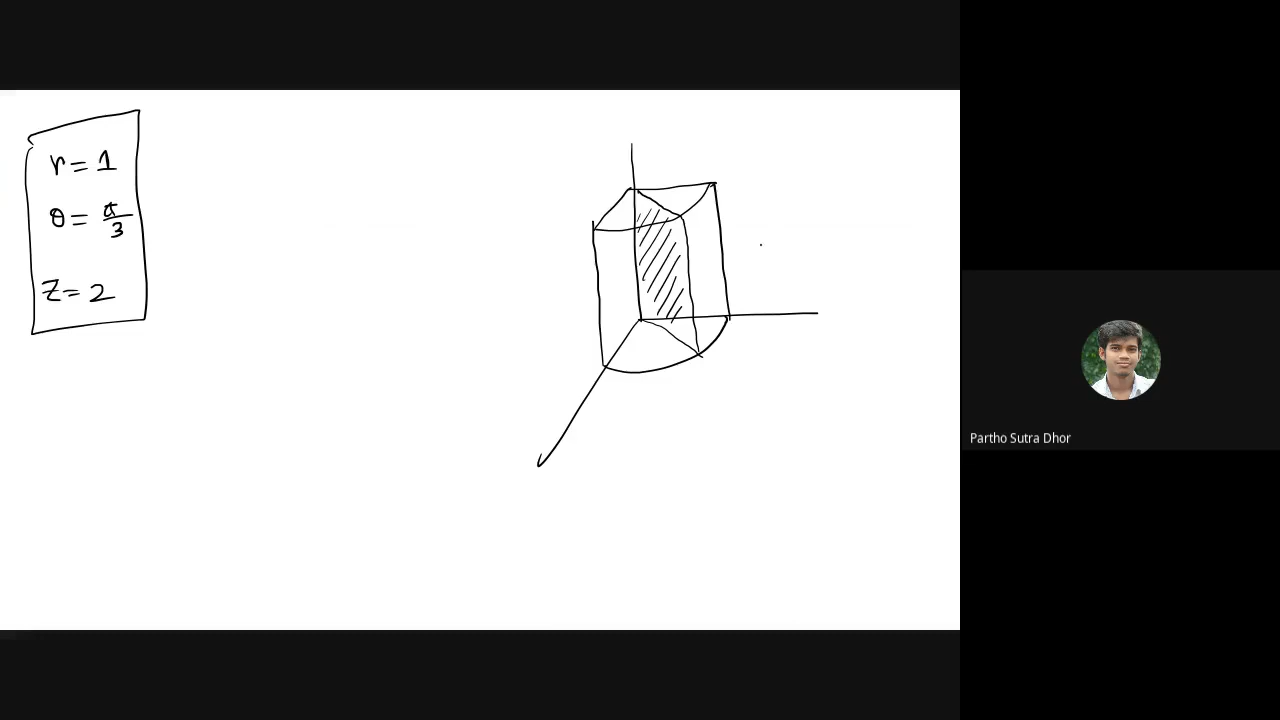 r = 1
θ = π/3
Z = 2
Partho Sutra Dhor